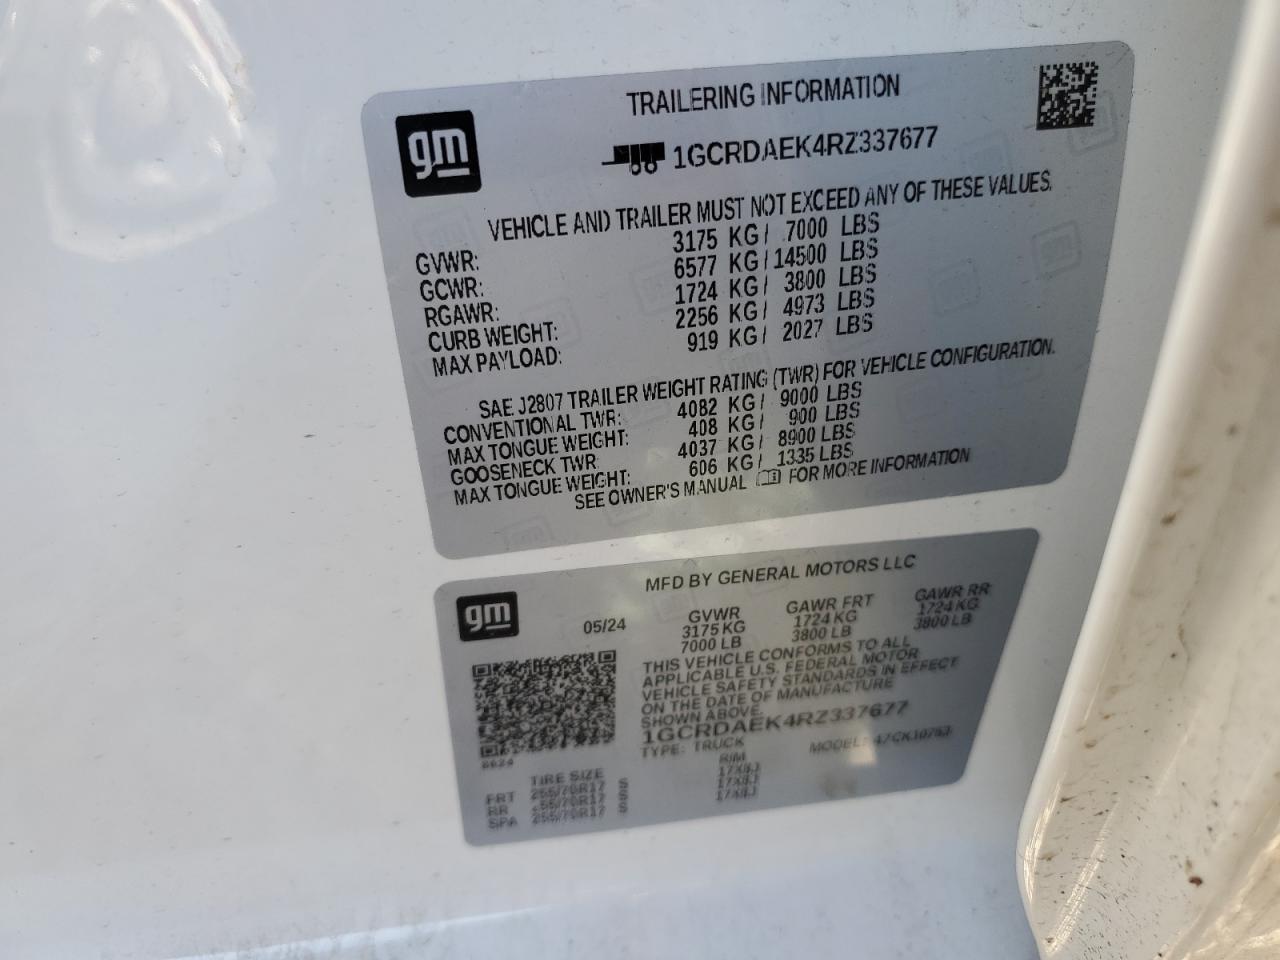 gm
TRAILERING INFORMATION
1GCRDAEK4RZ337677
VEHICLE AND TRAILER MUST NOT EXCEED ANY OF THESE VALUES.
GVWR: 3175 KG / 7000 LBS
GCWR: 6577 KG / 14500 LBS
RGAWR: 1724 KG / 3800 LBS
CURB WEIGHT: 2256 KG / 4973 LBS
MAX PAYLOAD: 919 KG / 2027 LBS
SAE J2807 TRAILER WEIGHT RATING (TWR) FOR VEHICLE CONFIGURATION.
CONVENTIONAL TWR: 4082 KG / 9000 LBS
MAX TONGUE WEIGHT: 408 KG / 900 LBS
GOOSENECK TWR: 4037 KG / 8900 LBS
MAX TONGUE WEIGHT: 606 KG / 1335 LBS
SEE OWNER'S MANUAL FOR MORE INFORMATION
gm
MFD BY GENERAL MOTORS LLC
05/24 GVWR GAWR FRT GAWR RR
3175 KG 1724 KG 1724 KG
7000 LB 3800 LB 3800 LB
THIS VEHICLE CONFORMS TO ALL
APPLICABLE U.S. FEDERAL MOTOR
VEHICLE SAFETY STANDARDS IN EFFECT
ON THE DATE OF MANUFACTURE
SHOWN ABOVE.
1GCRDAEK4RZ337677
TYPE: TRUCK MODEL:
TIRE SIZE RIM
FRT 255/70R17 S 17X8J
RR 255/70R17 S 17X8J
SPA 255/70R17 S 17X8J